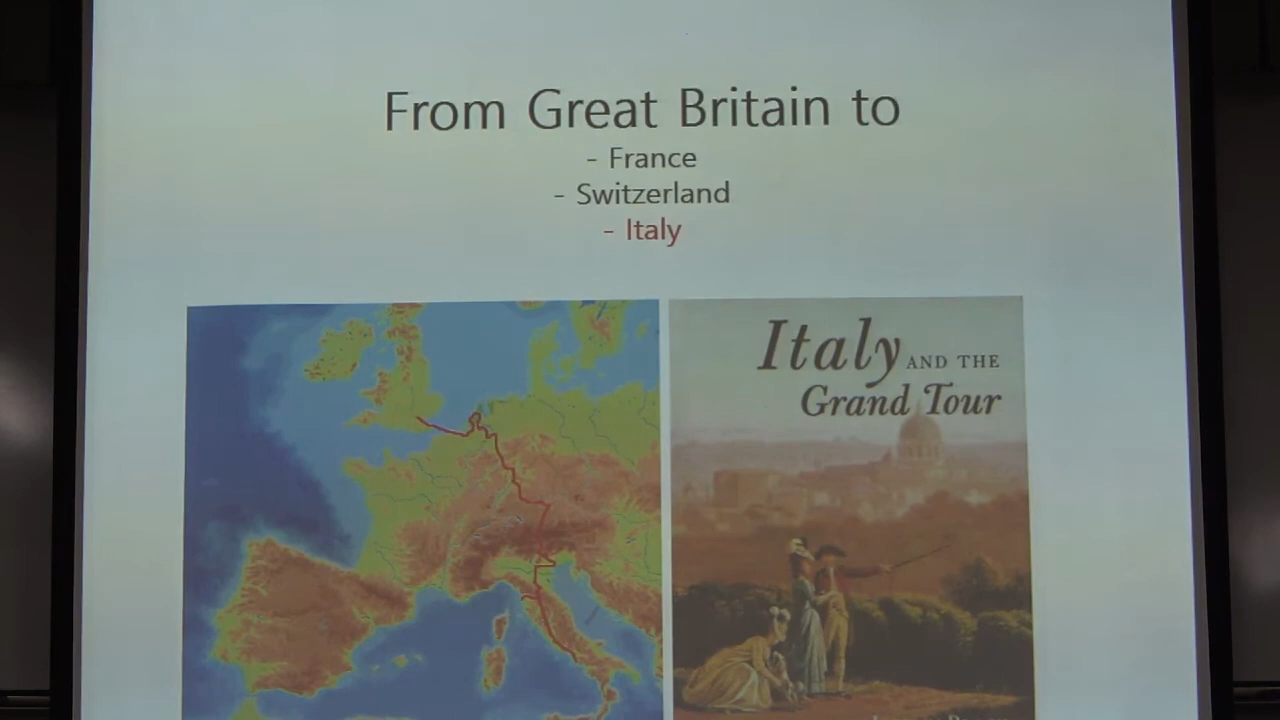 From Great Britain to
- France
- Switzerland
- Italy
Italy AND THE
Grand Tour